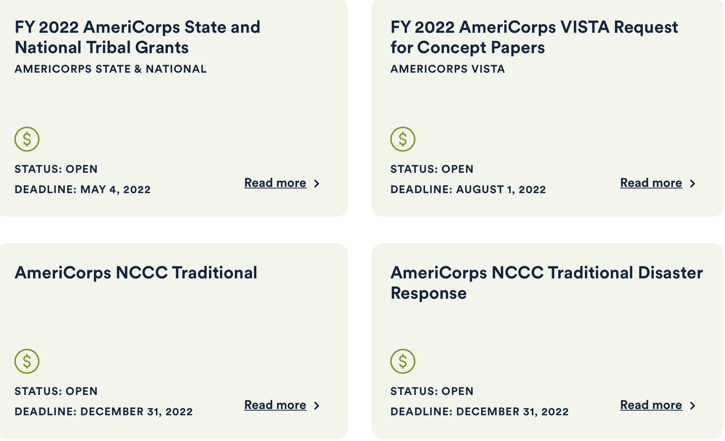 FY 2022 AmeriCorps State and
National Tribal Grants
AMERICORPS STATE & NATIONAL
$
STATUS: OPEN
DEADLINE: MAY 4, 2022
Read more >
FY 2022 AmeriCorps VISTA Request
for Concept Papers
AMERICORPS VISTA
$
STATUS: OPEN
DEADLINE: AUGUST 1, 2022
Read more >
AmeriCorps NCCC Traditional
$
STATUS: OPEN
DEADLINE: DECEMBER 31, 2022
Read more >
AmeriCorps NCCC Traditional Disaster
Response
$
STATUS: OPEN
DEADLINE: DECEMBER 31, 2022
Read more >